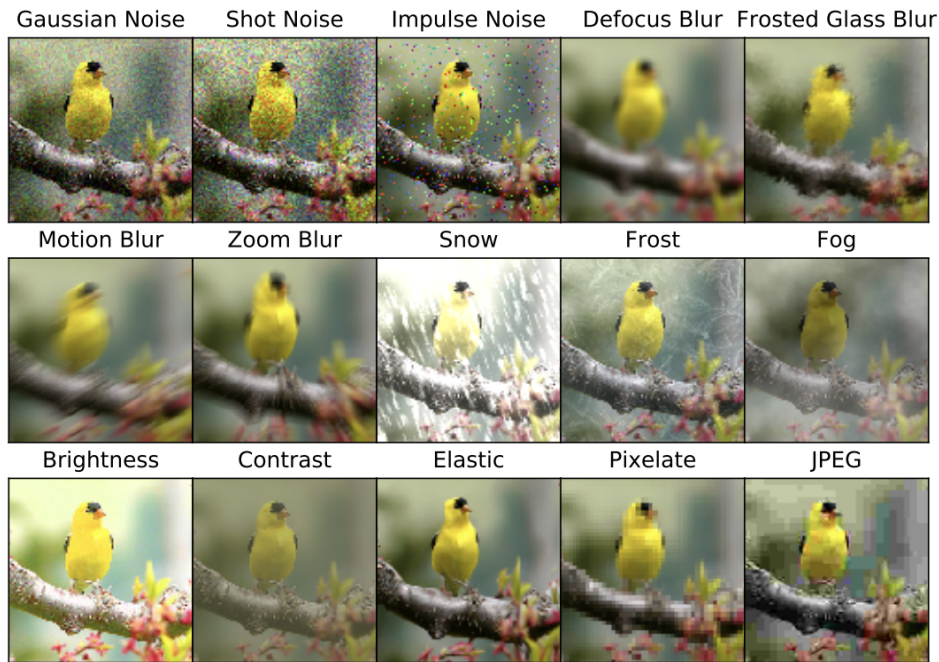 Gaussian Noise Shot Noise Impulse Noise Defocus Blur Frosted Glass Blur
Motion Blur Zoom Blur Snow Frost Fog
Brightness Contrast Elastic Pixelate JPEG